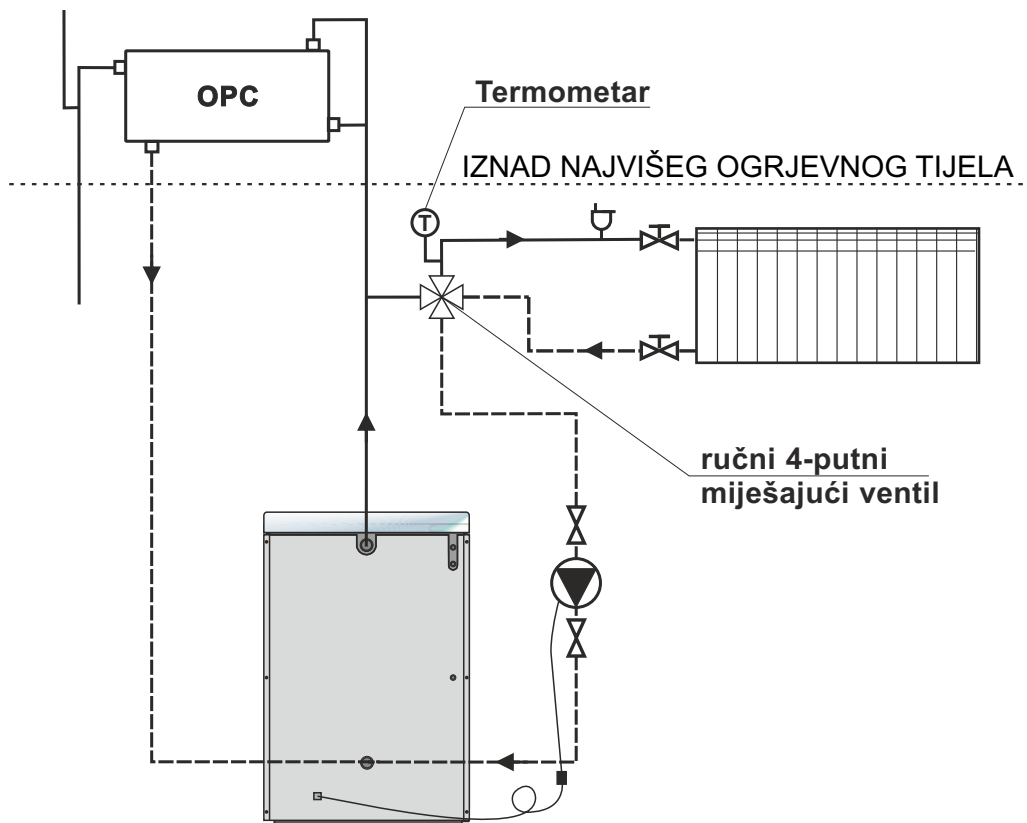 OPC
Termometar
IZNAD NAJVIŠEG OGRJEVNOG TIJELA
T
ručni 4-putni
miješajući ventil